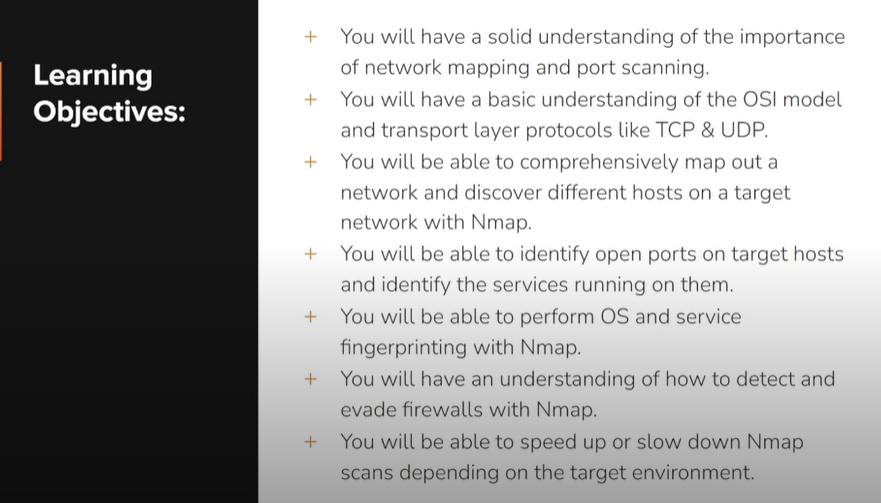 Learning
Objectives:
+ You will have a solid understanding of the importance
of network mapping and port scanning.
+ You will have a basic understanding of the OSI model
and transport layer protocols like TCP & UDP.
+ You will be able to comprehensively map out a
network and discover different hosts on a target
network with Nmap.
+ You will be able to identify open ports on target hosts
and identify the services running on them.
+ You will be able to perform OS and service
fingerprinting with Nmap.
+ You will have an understanding of how to detect and
evade firewalls with Nmap.
+ You will be able to speed up or slow down Nmap
scans depending on the target environment.